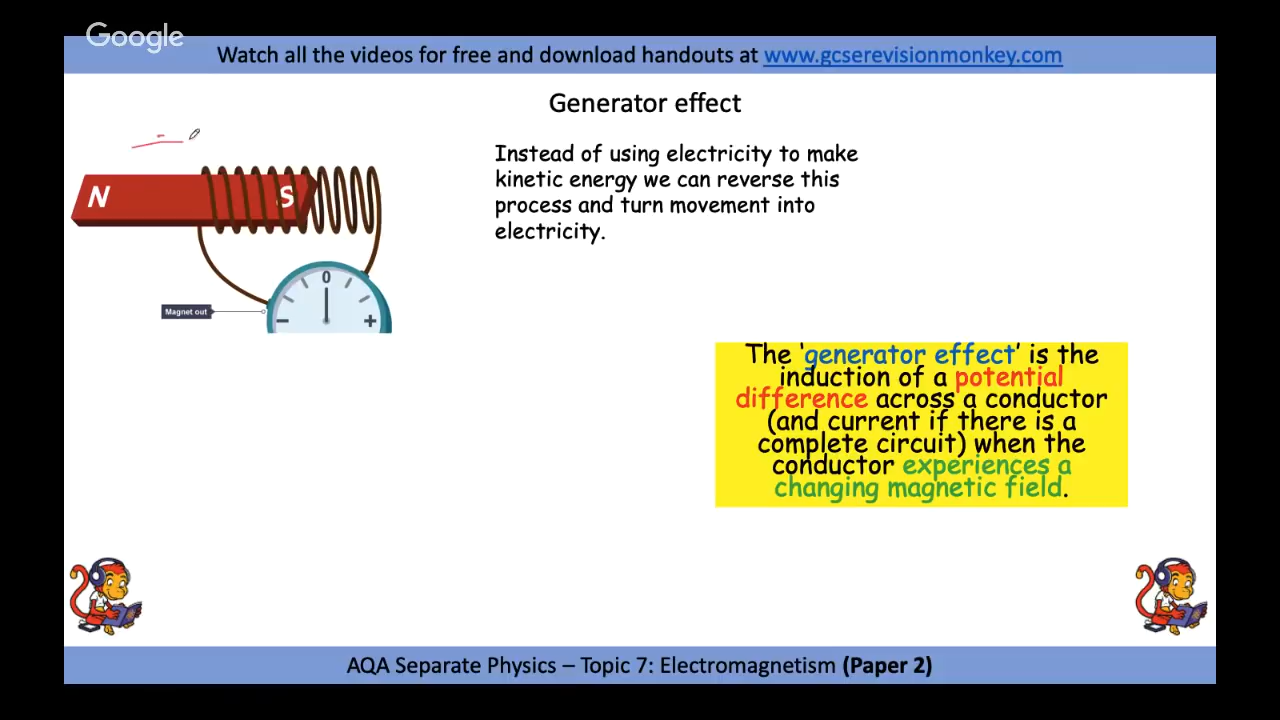 Google
Watch all the videos for free and download handouts at www.gcserevisionmonkey.com
Generator effect
Instead of using electricity to make
kinetic energy we can reverse this
process and turn movement into
electricity.
N
S
0
Magnet out
− +
The ‘generator effect’ is the
induction of a potential
difference across a conductor
(and current if there is a
complete circuit) when the
conductor experiences a
changing magnetic field.
AQA Separate Physics – Topic 7: Electromagnetism (Paper 2)